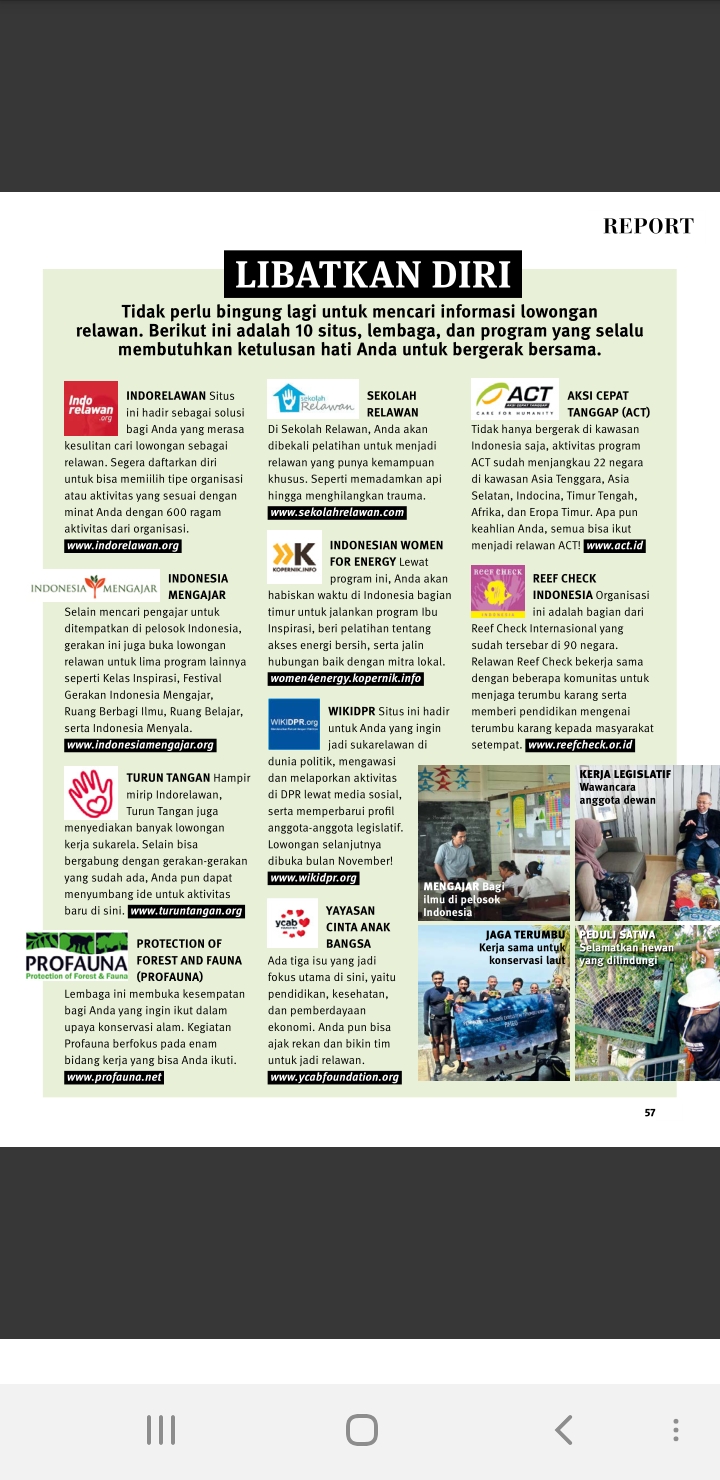 REPORT
LIBATKAN DIRI
Tidak perlu bingung lagi untuk mencari informasi lowongan
relawan. Berikut ini adalah 10 situs, lembaga, dan program yang selalu
membutuhkan ketulusan hati Anda untuk bergerak bersama.
Indo
relawan
.org
INDORELAWAN Situs
ini hadir sebagai solusi
bagi Anda yang merasa
kesulitan cari lowongan sebagai
relawan. Segera daftarkan diri
untuk bisa memiilih tipe organisasi
atau aktivitas yang sesuai dengan
minat Anda dengan 600 ragam
aktivitas dari organisasi.
www.indorelawan.org
INDONESIA MENGAJAR
INDONESIA
MENGAJAR
Selain mencari pengajar untuk
ditempatkan di pelosok Indonesia,
gerakan ini juga buka lowongan
relawan untuk lima program lainnya
seperti Kelas Inspirasi, Festival
Gerakan Indonesia Mengajar,
Ruang Berbagi Ilmu, Ruang Belajar,
serta Indonesia Menyala.
www.indonesiamengajar.org
TURUN TANGAN Hampir
mirip Indorelawan,
Turun Tangan juga
menyediakan banyak lowongan
kerja sukarela. Selain bisa
bergabung dengan gerakan-gerakan
yang sudah ada, Anda pun dapat
menyumbang ide untuk aktivitas
baru di sini. www.turuntangan.org
PROFAUNA
Protection of Forest & Fauna
PROTECTION OF
FOREST AND FAUNA
(PROFAUNA)
Lembaga ini membuka kesempatan
bagi Anda yang ingin ikut dalam
upaya konservasi alam. Kegiatan
Profauna berfokus pada enam
bidang kerja yang bisa Anda ikuti.
www.profauna.net
sekolah
Relawan
SEKOLAH
RELAWAN
Di Sekolah Relawan, Anda akan
dibekali pelatihan untuk menjadi
relawan yang punya kemampuan
khusus. Seperti memadamkan api
hingga menghilangkan trauma.
www.sekolahrelawan.com
K
KOPERNIK.INFO
INDONESIAN WOMEN
FOR ENERGY Lewat
program ini, Anda akan
habiskan waktu di Indonesia bagian
timur untuk jalankan program Ibu
Inspirasi, beri pelatihan tentang
akses energi bersih, serta jalin
hubungan baik dengan mitra lokal.
women4energy.kopernik.info
WIKIDPR.org
WIKIDPR Situs ini hadir
untuk Anda yang ingin
jadi sukarelawan di
dunia politik, mengawasi
dan melaporkan aktivitas
di DPR lewat media sosial,
serta memperbarui profil
anggota-anggota legislatif.
Lowongan selanjutnya
dibuka bulan November!
www.wikidpr.org
ycab
FOUNDATION
YAYASAN
CINTA ANAK
BANGSA
Ada tiga isu yang jadi
fokus utama di sini, yaitu
pendidikan, kesehatan,
dan pemberdayaan
ekonomi. Anda pun bisa
ajak rekan dan bikin tim
untuk jadi relawan.
www.ycabfoundation.org
ACT
AKSI CEPAT TANGGAP
CARE FOR HUMANITY
AKSI CEPAT
TANGGAP (ACT)
Tidak hanya bergerak di kawasan
Indonesia saja, aktivitas program
ACT sudah menjangkau 22 negara
di kawasan Asia Tenggara, Asia
Selatan, Indocina, Timur Tengah,
Afrika, dan Eropa Timur. Apa pun
keahlian Anda, semua bisa ikut
menjadi relawan ACT! www.act.id
REEF CHECK
INDONESIA
REEF CHECK
INDONESIA Organisasi
ini adalah bagian dari
Reef Check Internasional yang
sudah tersebar di 90 negara.
Relawan Reef Check bekerja sama
dengan beberapa komunitas untuk
menjaga terumbu karang serta
memberi pendidikan mengenai
terumbu karang kepada masyarakat
setempat. www.reefcheck.or.id
MENGAJAR Bagi
ilmu di pelosok
Indonesia
KERJA LEGISLATIF
Wawancara
anggota dewan
JAGA TERUMBU
Kerja sama untuk
konservasi laut
PEDULI SATWA
Selamatkan hewan
yang dilindungi
57